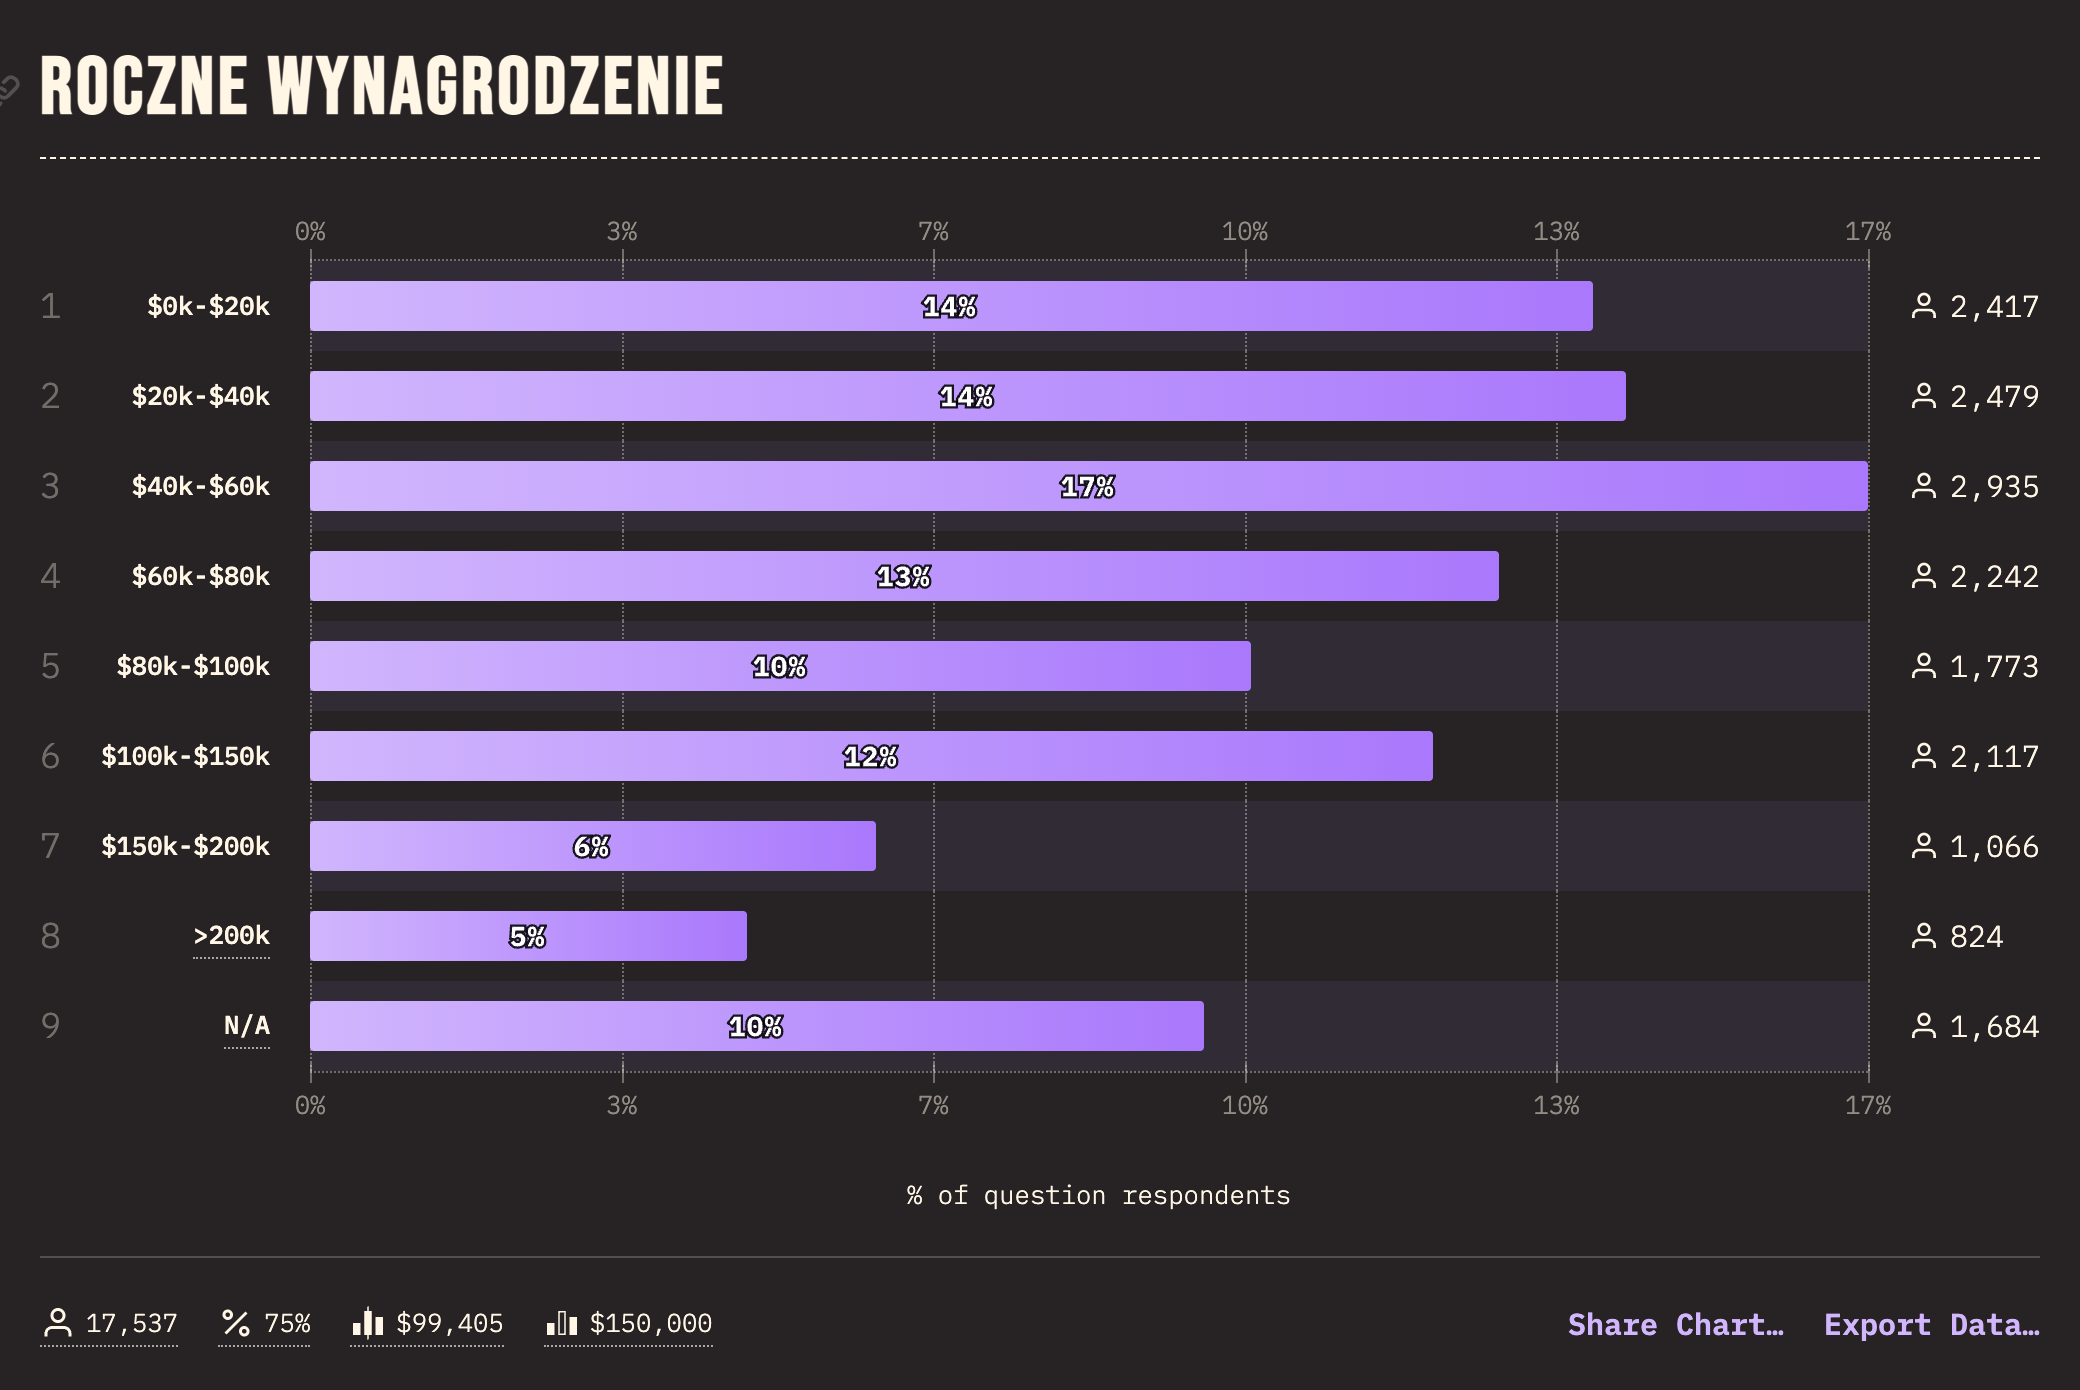 ROCZNE WYNAGRODZENIE
0% 3% 7% 10% 13% 17%
1 $0k-$20k 14% 2,417
2 $20k-$40k 14% 2,479
3 $40k-$60k 17% 2,935
4 $60k-$80k 13% 2,242
5 $80k-$100k 10% 1,773
6 $100k-$150k 12% 2,117
7 $150k-$200k 6% 1,066
8 >200k 5% 824
9 N/A 10% 1,684
0% 3% 7% 10% 13% 17%
% of question respondents
17,537 % 75% $99,405 $150,000 Share Chart… Export Data…